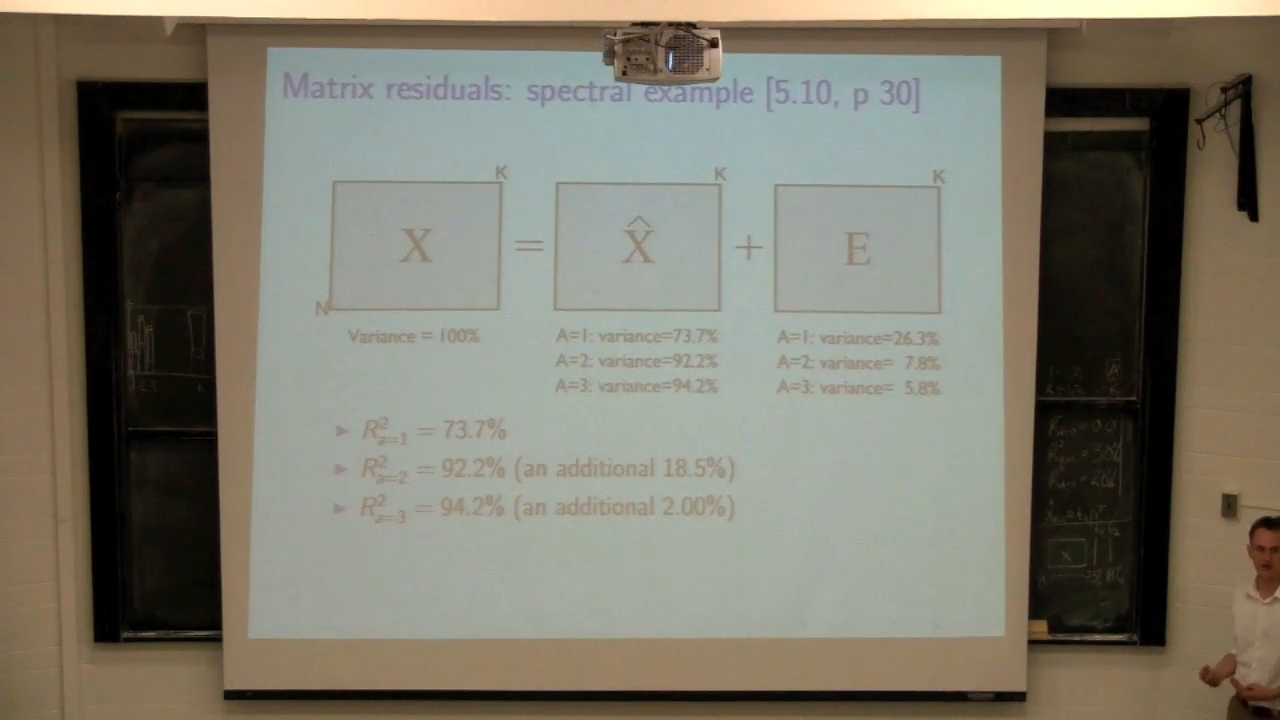 Matrix residuals: spectral example [5.10, p 30]
K K K
X = X̂ + E
N
Variance = 100%
A=1: variance=73.7%
A=2: variance=92.2%
A=3: variance=94.2%
A=1: variance=26.3%
A=2: variance= 7.8%
A=3: variance= 5.8%
► R²a=1 = 73.7%
► R²a=2 = 92.2% (an additional 18.5%)
► R²a=3 = 94.2% (an additional 2.00%)